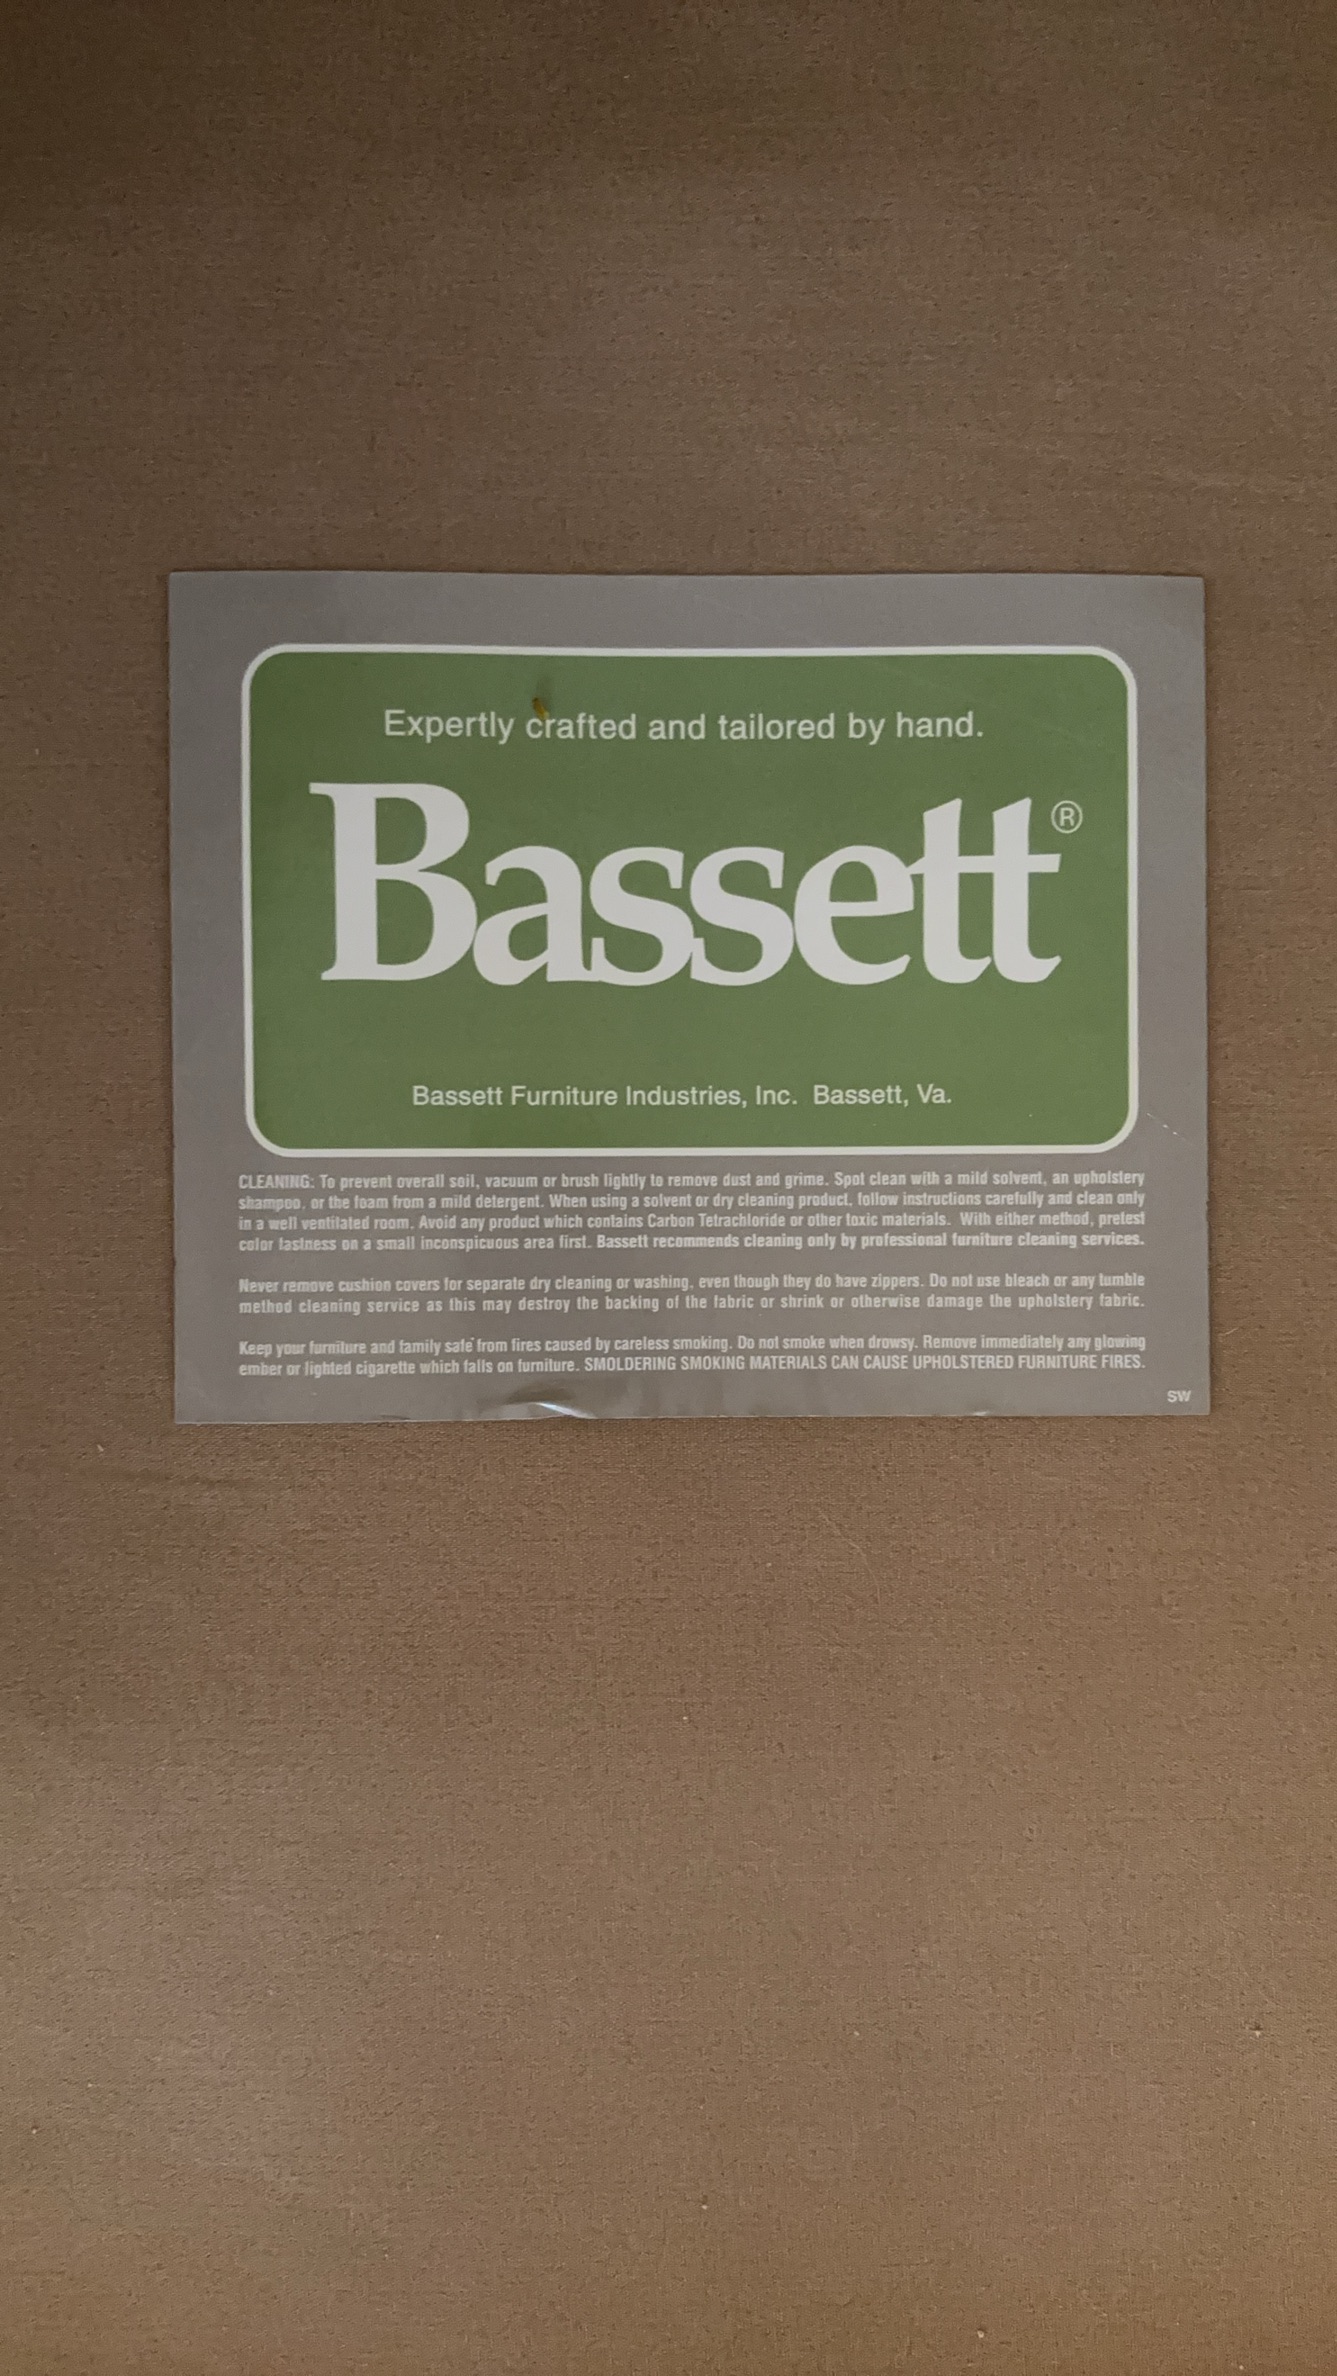 Expertly crafted and tailored by hand.
Bassett®
Bassett Furniture Industries, Inc. Bassett, Va.
CLEANING: To prevent overall soil, vacuum or brush lightly to remove dust and grime. Spot clean with a mild solvent, an upholstery
shampoo, or the foam from a mild detergent. When using a solvent or dry cleaning product, follow instructions carefully and clean only
in a well ventilated room. Avoid any product which contains Carbon Tetrachloride or other toxic materials. With either method, pretest
color fastness on a small inconspicuous area first. Bassett recommends cleaning only by professional furniture cleaning services.
Never remove cushion covers for separate dry cleaning or washing, even though they do have zippers. Do not use bleach or any tumble
method cleaning service as this may destroy the backing of the fabric or shrink or otherwise damage the upholstery fabric.
Keep your furniture and family safe from fires caused by careless smoking. Do not smoke when drowsy. Remove immediately any glowing
ember or lighted cigarette which falls on furniture. SMOLDERING SMOKING MATERIALS CAN CAUSE UPHOLSTERED FURNITURE FIRES.
SW